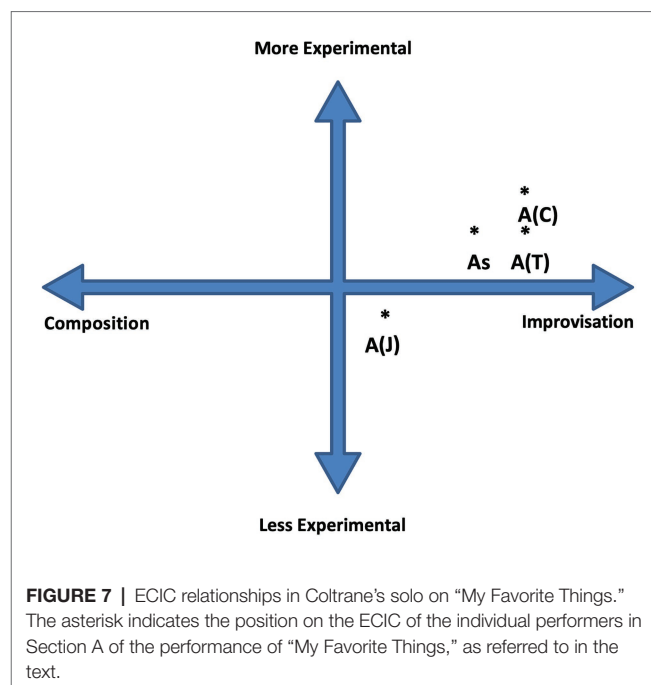 More Experimental
*
A(C)
* *
As A(T)
Composition Improvisation
*
A(J)
Less Experimental
FIGURE 7 | ECIC relationships in Coltrane’s solo on “My Favorite Things.”
The asterisk indicates the position on the ECIC of the individual performers in
Section A of the performance of “My Favorite Things,” as referred to in the
text.